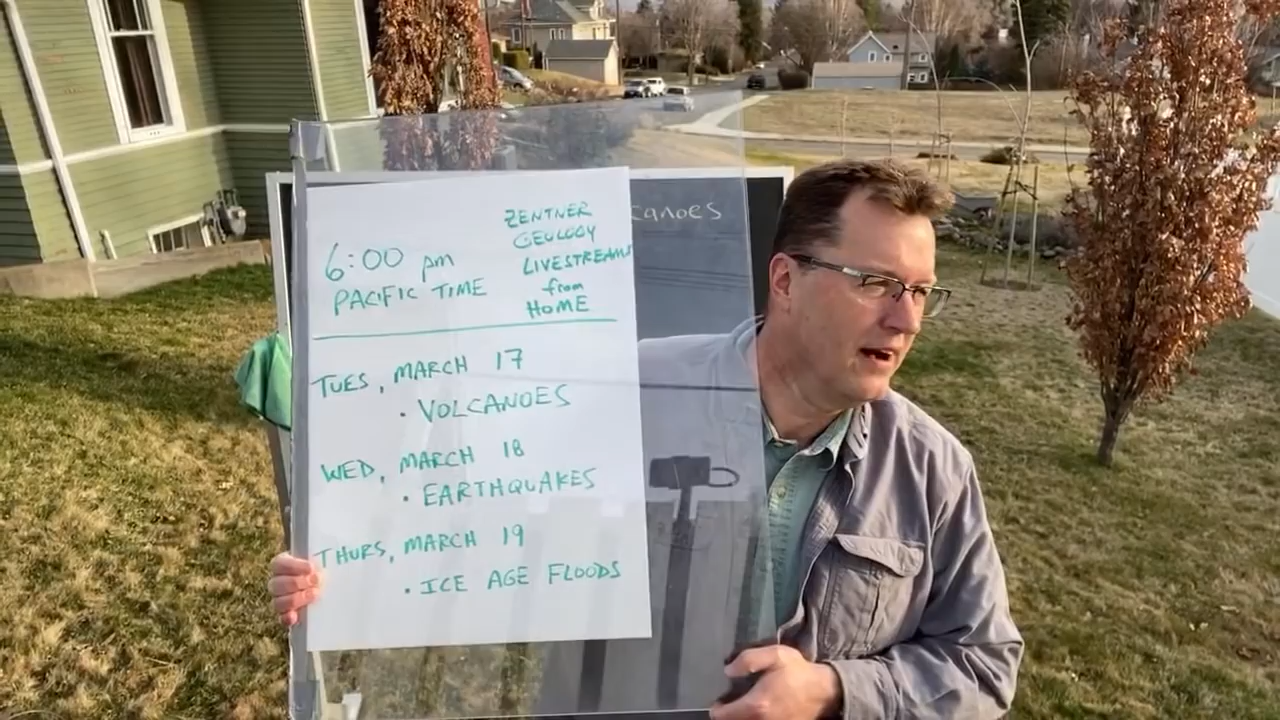 ZENTNER
GEOLOGY
LIVESTREAMS
from
HOME
6:00 pm
PACIFIC TIME
TUES, MARCH 17
• VOLCANOES
WED, MARCH 18
• EARTHQUAKES
THURS, MARCH 19
• ICE AGE FLOODS
canoes